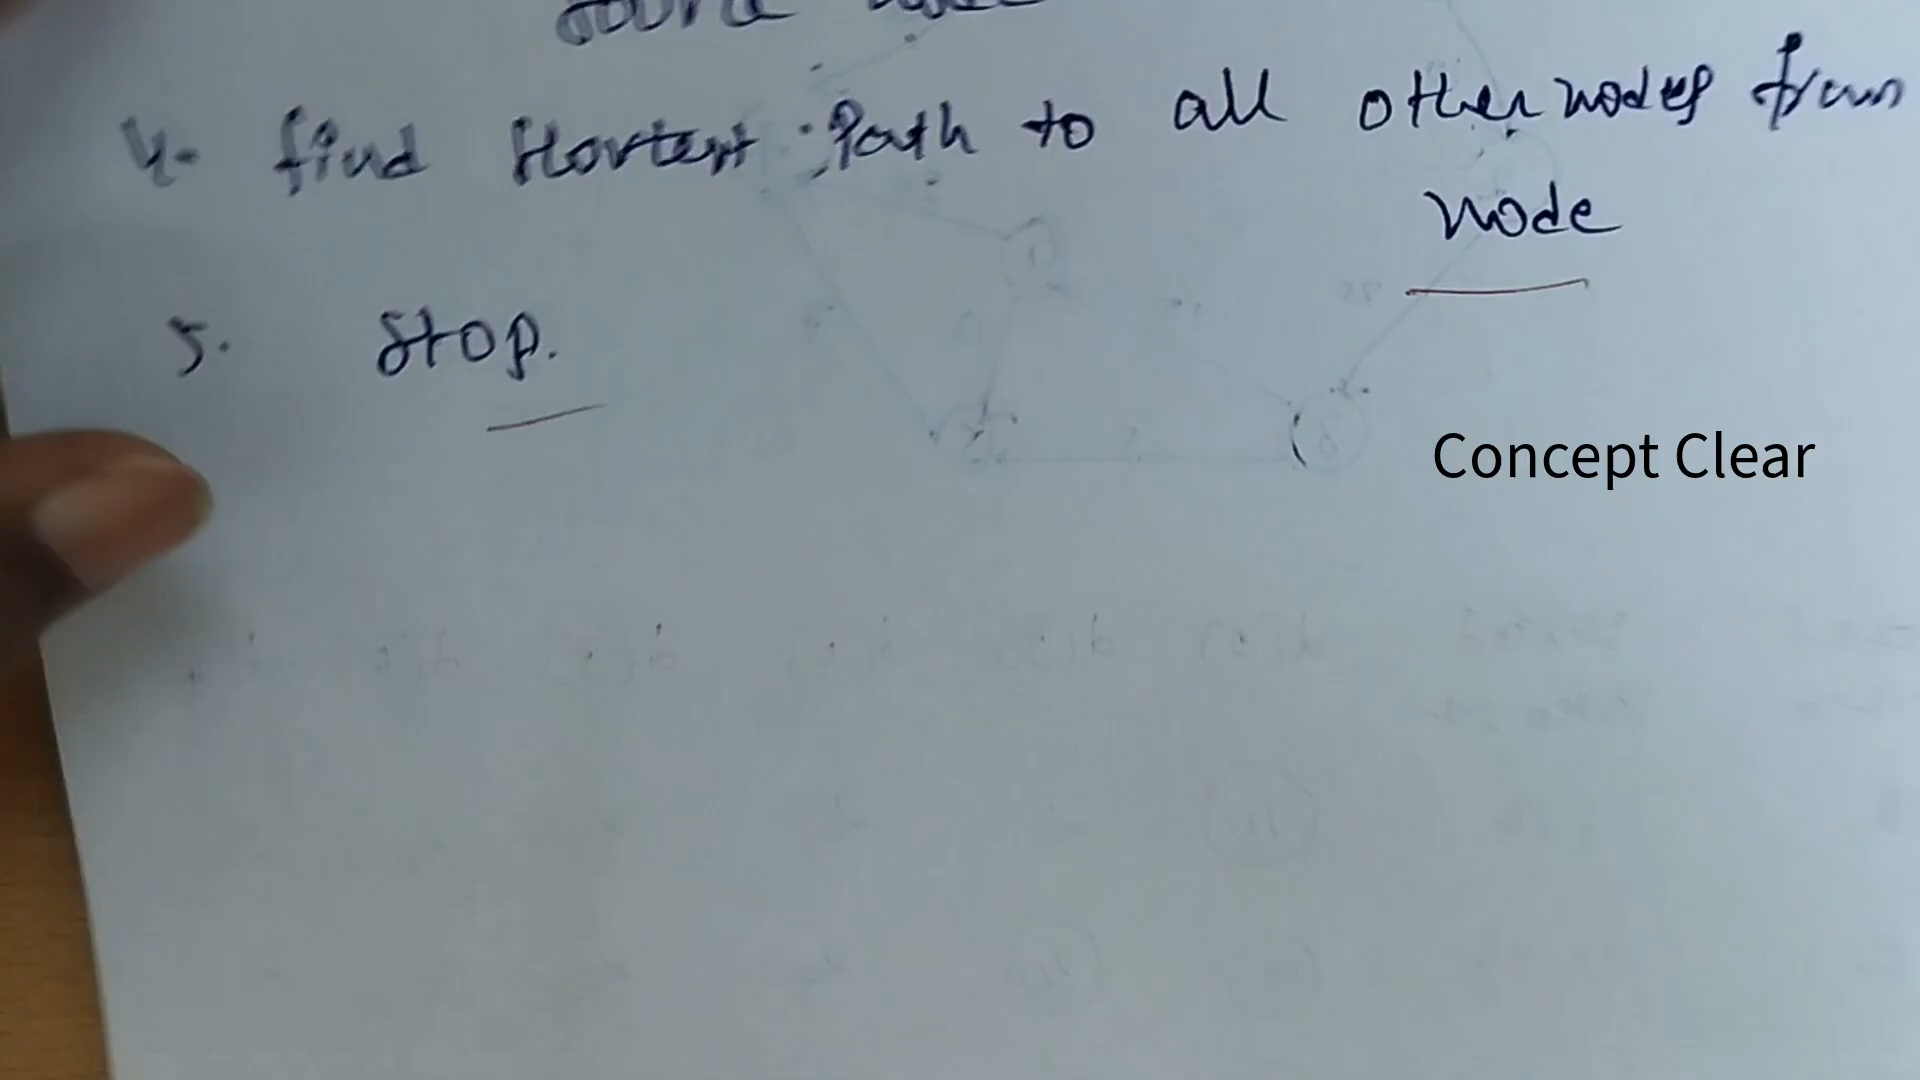 4. find Shortest Path to all other nodes from
node
5. Stop.
Concept Clear